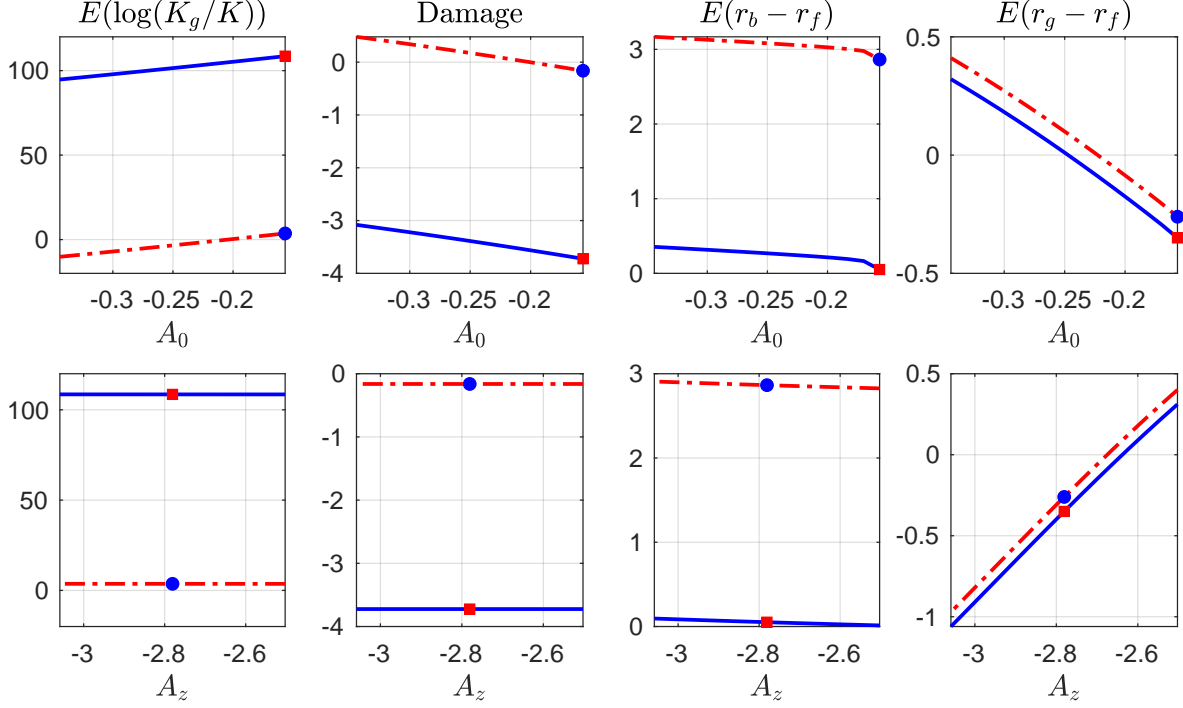 E(log(K_g/K)) Damage E(r_b − r_f) E(r_g − r_f)
100 50 0
0 -1 -2 -3 -4
3 2 1 0
0.5 0 -0.5
-0.3 -0.25 -0.2 -0.3 -0.25 -0.2 -0.3 -0.25 -0.2 -0.3 -0.25 -0.2
A_0 A_0 A_0 A_0
100 50 0
0 -1 -2 -3 -4
3 2 1 0
0.5 0 -0.5 -1
-3 -2.8 -2.6 -3 -2.8 -2.6 -3 -2.8 -2.6 -3 -2.8 -2.6
A_z A_z A_z A_z